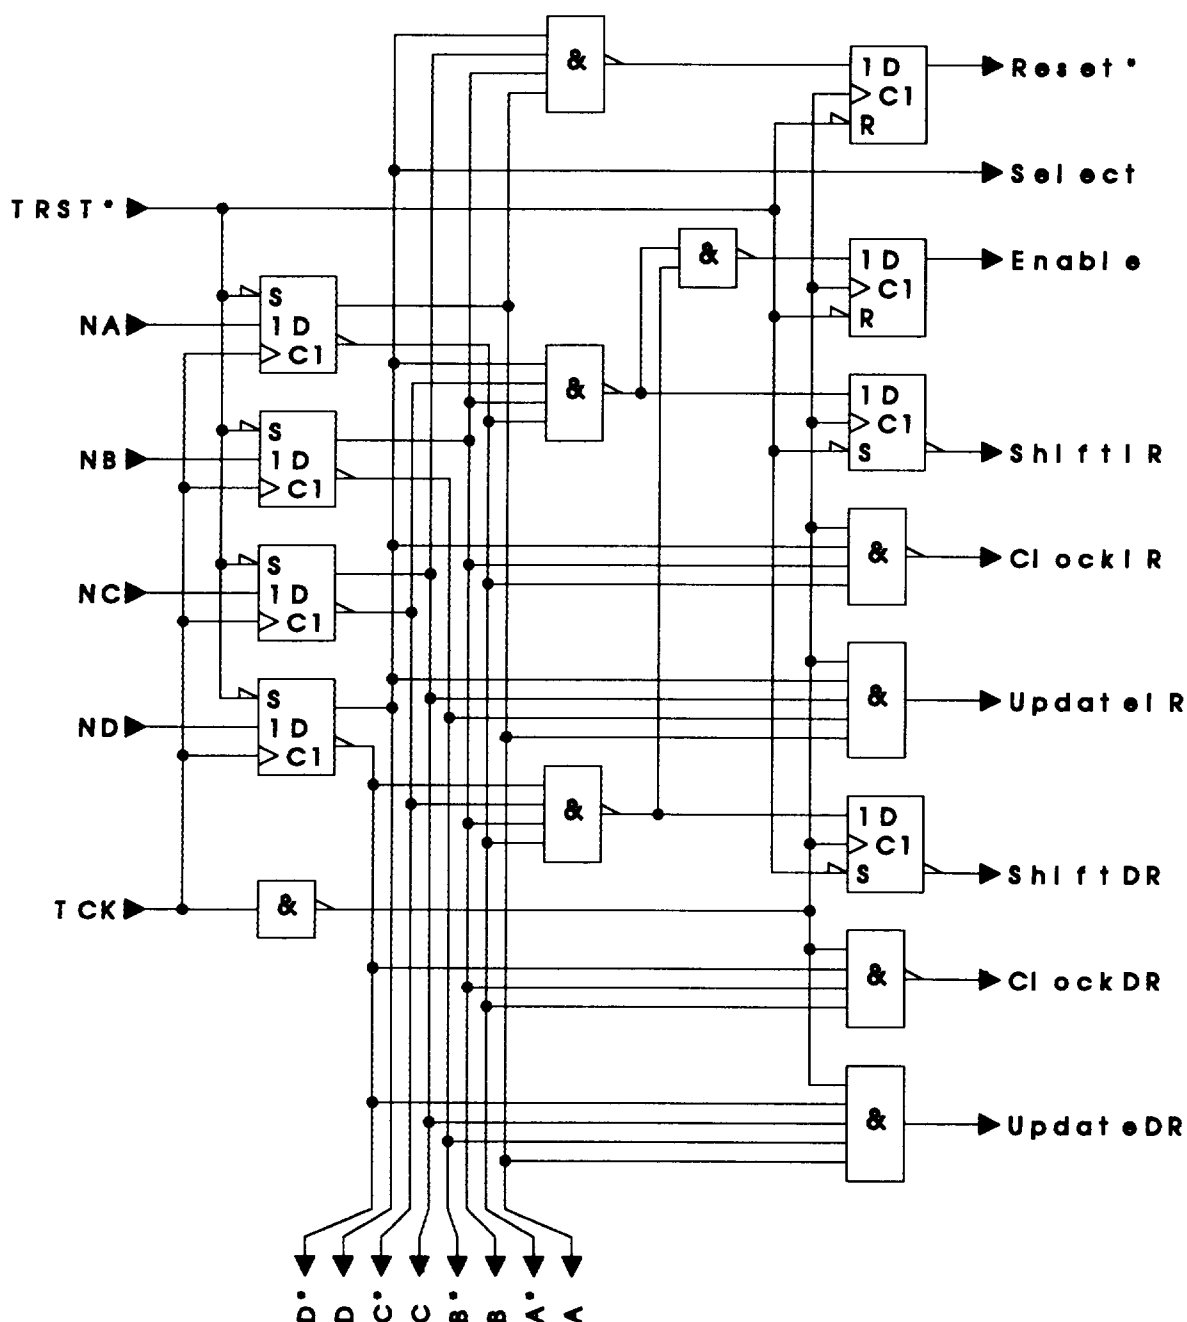 &
1D
C1
R
Reset*
Select
TRST*
&
1D
C1
R
Enable
S
1D
C1
NA
&
1D
C1
S
ShiftIR
S
1D
C1
NB
&
ClockIR
S
1D
C1
NC
&
UpdateIR
S
1D
C1
ND
&
1D
C1
S
ShiftDR
TCK
&
&
ClockDR
&
UpdateDR
D*
D
C*
C
B*
B
A*
A